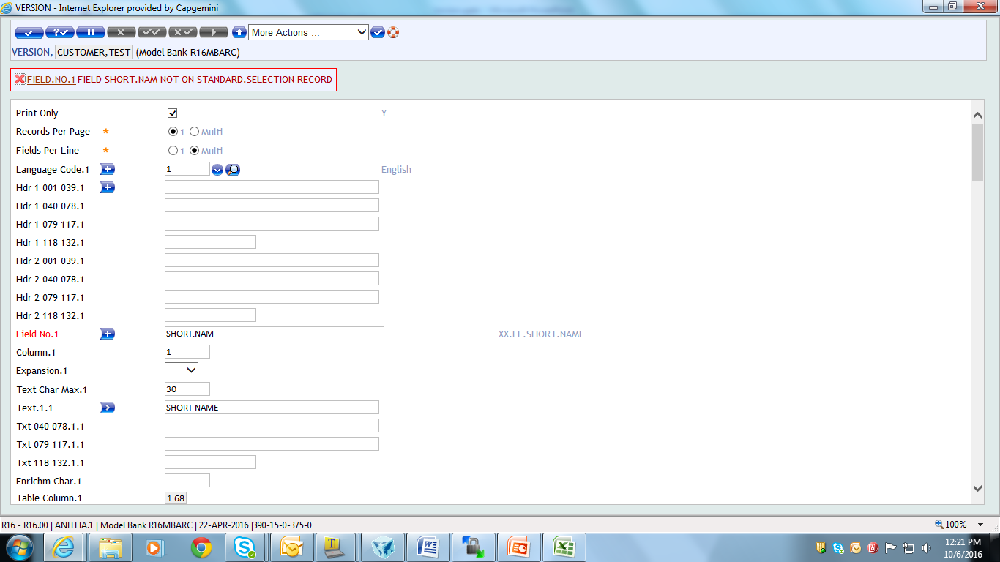 VERSION - Internet Explorer provided by Capgemini
More Actions ...
VERSION, CUSTOMER,TEST (Model Bank R16MBARC)
FIELD.NO.1 FIELD SHORT.NAM NOT ON STANDARD.SELECTION RECORD
Print Only Y
Records Per Page * 1 Multi
Fields Per Line * 1 Multi
Language Code.1 1 English
Hdr 1 001 039.1
Hdr 1 040 078.1
Hdr 1 079 117.1
Hdr 1 118 132.1
Hdr 2 001 039.1
Hdr 2 040 078.1
Hdr 2 079 117.1
Hdr 2 118 132.1
Field No.1 SHORT.NAM XX.LL.SHORT.NAME
Column.1 1
Expansion.1
Text Char Max.1 30
Text.1.1 SHORT NAME
Txt 040 078.1.1
Txt 079 117.1.1
Txt 118 132.1.1
Enrichm Char.1
Table Column.1 1 68
R16 - R16.00 | ANITHA.1 | Model Bank R16MBARC | 22-APR-2016 |390-15-0-375-0 100%
12:21 PM
10/6/2016